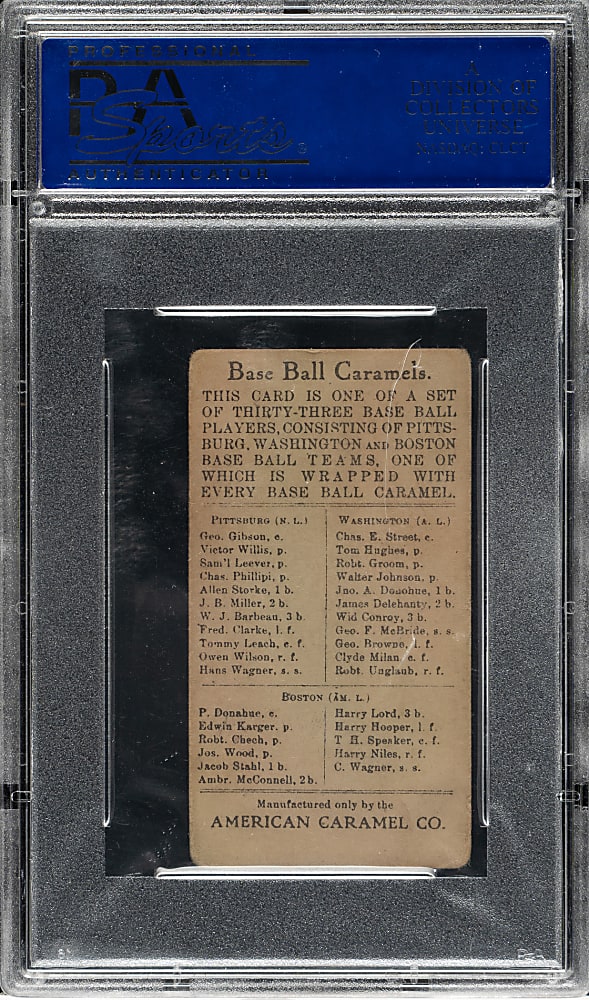 PROFESSIONAL
PSA
Sports
AUTHENTICATOR
A
DIVISION OF
COLLECTORS
UNIVERSE
NASDAQ: CLCT
Base Ball Caramels.
THIS CARD IS ONE OF A SET
OF THIRTY-THREE BASE BALL
PLAYERS, CONSISTING OF PITTS-
BURG, WASHINGTON AND BOSTON
BASE BALL TEAMS, ONE OF
WHICH IS WRAPPED WITH
EVERY BASE BALL CARAMEL.
PITTSBURG (N. L.)
Geo. Gibson, c.
Victor Willis, p.
Sam'l Leever, p.
Chas. Phillipi, p.
Allen Storke, 1 b.
J. B. Miller, 2 b.
W. J. Barbeau, 3 b.
Fred. Clarke, l. f.
Tommy Leach, c. f.
Owen Wilson, r. f.
Hans Wagner, s. s.
WASHINGTON (A. L.)
Chas. E. Street, c.
Tom Hughes, p.
Robt. Groom, p.
Walter Johnson, p.
Jno. A. Donohue, 1 b.
James Delehanty, 2 b.
Wid Conroy, 3 b.
Geo. F. McBride, s. s.
Geo. Browne, l. f.
Clyde Milan, c. f.
Robt. Unglaub, r. f.
BOSTON (AM. L.)
P. Donahue, c.
Edwin Karger, p.
Robt. Chech, p.
Jos. Wood, p.
Jacob Stahl, 1 b.
Ambr. McConnell, 2 b.
Harry Lord, 3 b.
Harry Hooper, l. f.
T. H. Speaker, c. f.
Harry Niles, r. f.
C. Wagner, s. s.
Manufactured only by the
AMERICAN CARAMEL CO.
PSA